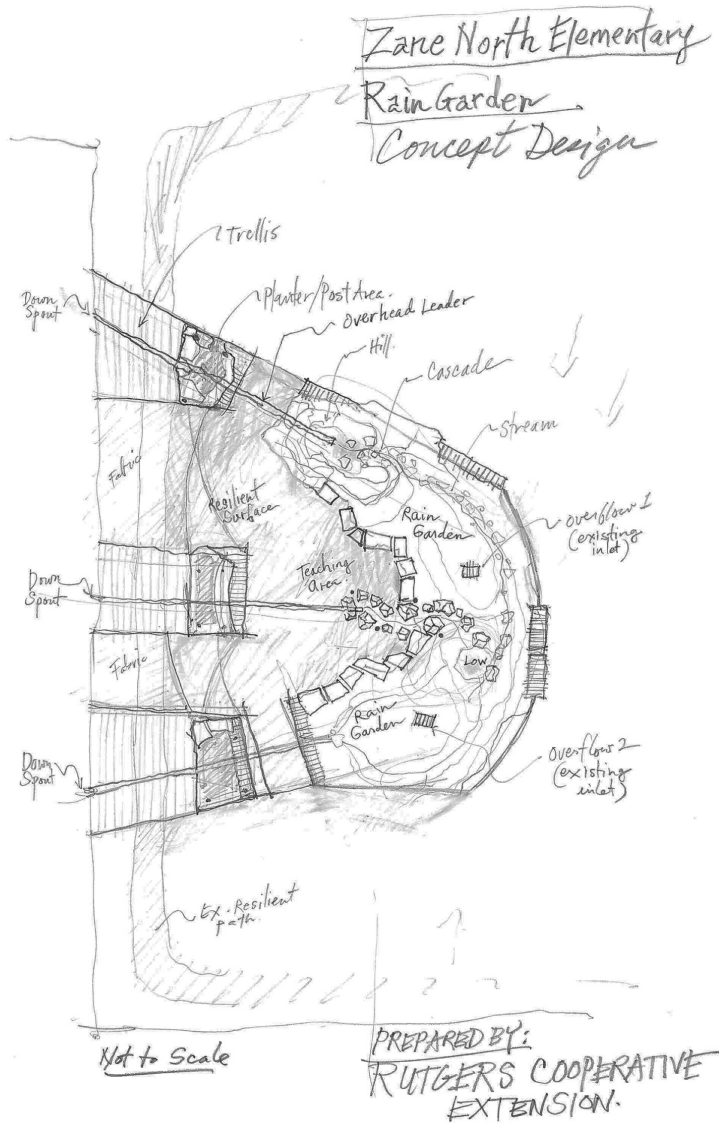 Zane North Elementary
Rain Garden
Concept Design
Trellis
Down
Spout
Planter/Post Area.
Overhead Leader
Hill.
Cascade
Stream
Fabric
Resilient
Surface
Rain
Garden
Overflow 1
(existing
inlet)
Teaching
Area.
Down
Spout
Fabric
Low
Rain
Garden
Down
Spout
Overflow 2
(existing
inlet)
Ex. Resilient
path.
Not to Scale
PREPARED BY:
RUTGERS COOPERATIVE
EXTENSION.